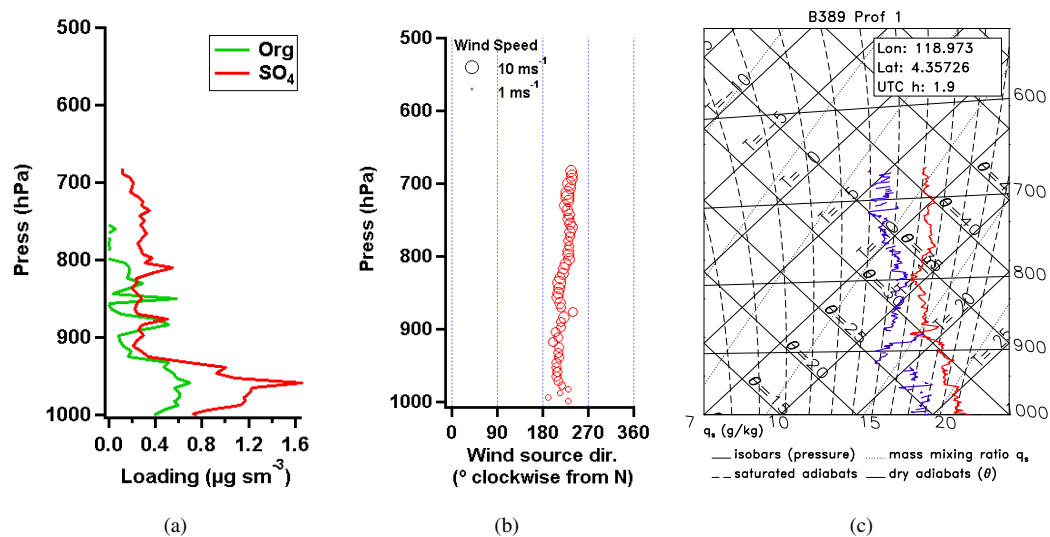 500
600
700
800
900
1000
Press (hPa)
Org
SO₄
0.0 0.4 0.8 1.2 1.6
Loading (µg sm⁻³)
(a)
500
600
700
800
900
1000
Press (hPa)
Wind Speed
10 ms⁻¹
1 ms⁻¹
0 90 180 270 360
Wind source dir.
(° clockwise from N)
(b)
B389 Prof 1
Lon: 118.973
Lat: 4.35726
UTC h: 1.9
600
700
800
900
000
T=-10
T=-5
T= 0
T= 5
T= 20
θ=40
θ=35
θ=30
θ=25
θ=20
θ=15
7 10 15 20
qₛ (g/kg)
isobars (pressure) mass mixing ratio qₛ
saturated adiabats dry adiabats (θ)
(c)